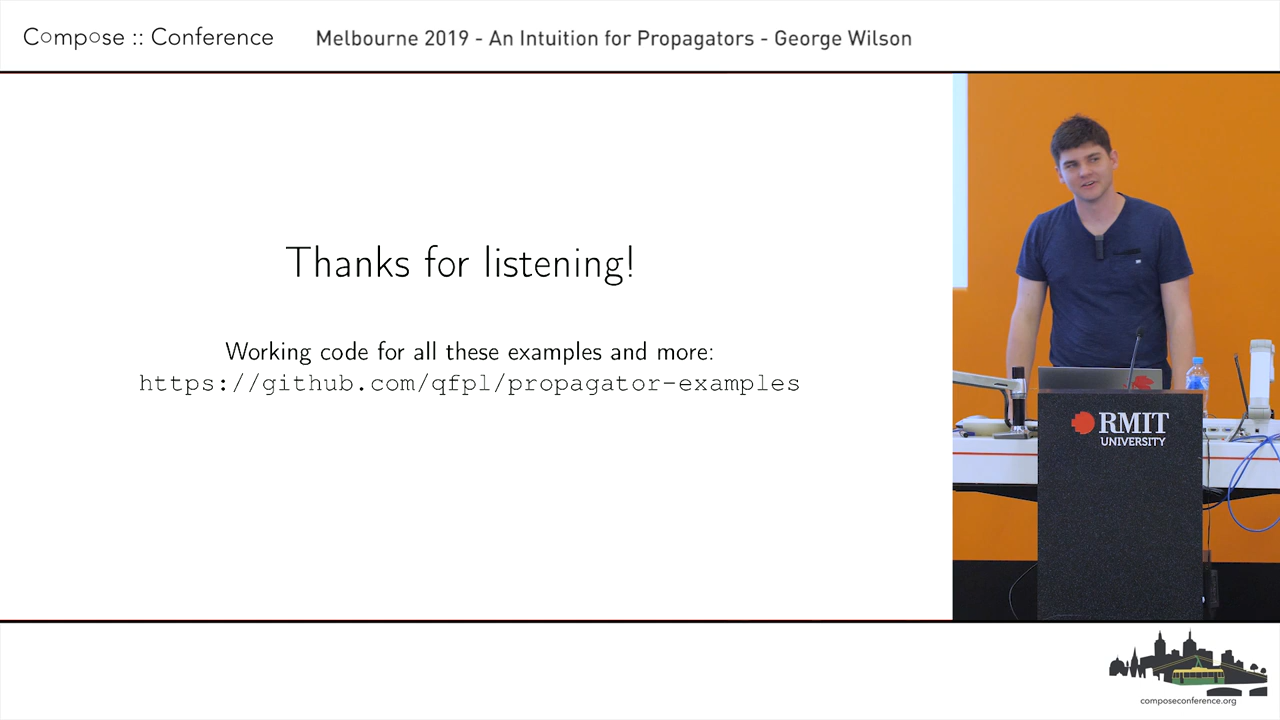 Compose :: Conference
Melbourne 2019 - An Intuition for Propagators - George Wilson
Thanks for listening!
Working code for all these examples and more:
https://github.com/qfpl/propagator-examples
RMIT
UNIVERSITY
composeconference.org